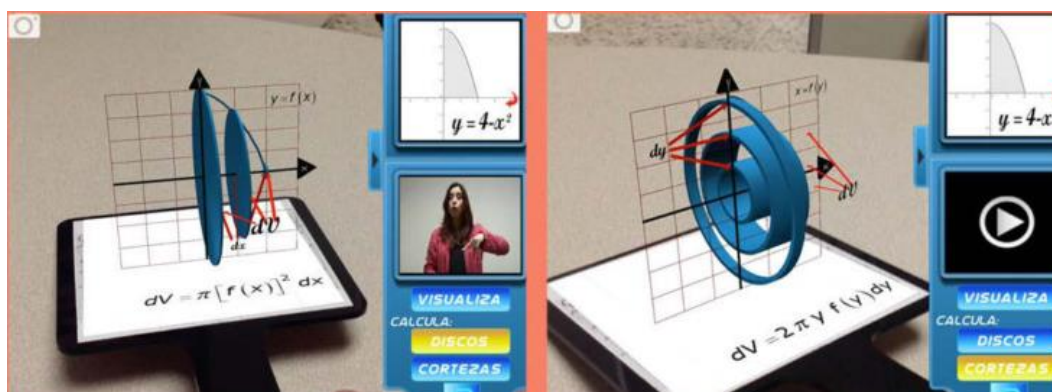 y = f(x)
dx
dV
dV = π[f(x)]² dx
y = 4-x²
VISUALIZA
CALCULA:
DISCOS
CORTEZAS
x=f(y)
dy
dV
dV = 2πy f(y)dy
y = 4-x
VISUALIZA
CALCULA:
DISCOS
CORTEZAS